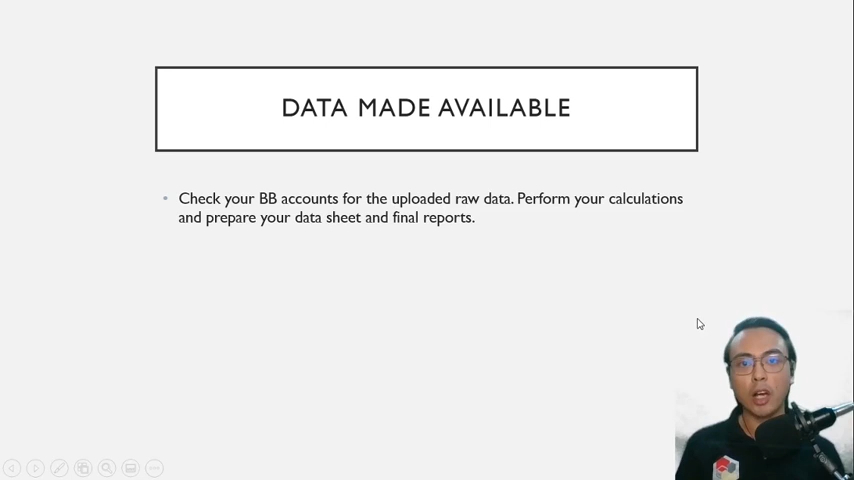 DATA MADE AVAILABLE
• Check your BB accounts for the uploaded raw data. Perform your calculations
and prepare your data sheet and final reports.